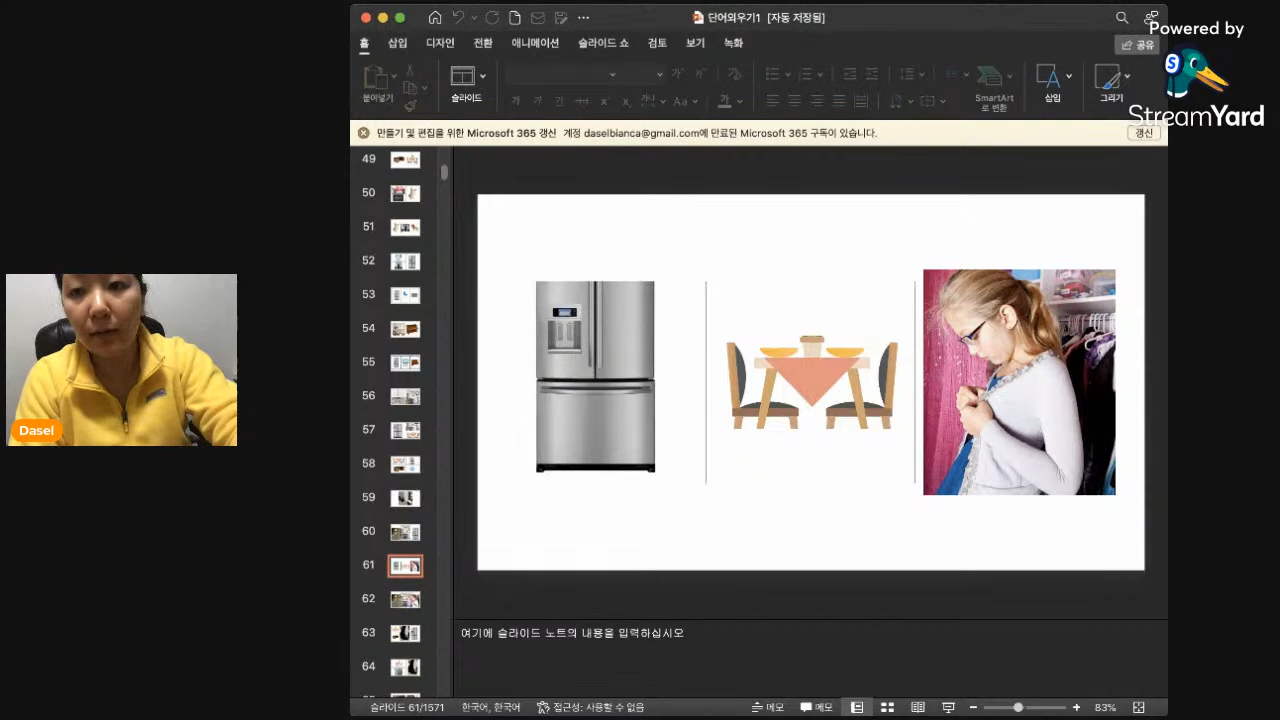 단어외우기1 [자동 저장됨]
Powered by
StreamYard
홈 삽입 디자인 전환 애니메이션 슬라이드 쇼 검토 보기 녹화
공유
붙여넣기
슬라이드
가 가 가
SmartArt
로 변환
삽입
그리기
만들기 및 편집을 위한 Microsoft 365 갱신 계정 daselbianca@gmail.com에 만료된 Microsoft 365 구독이 있습니다.
갱신
49
50
51
52
53
54
55
56
57
58
59
60
61
62
63
64
Dasel
여기에 슬라이드 노트의 내용을 입력하십시오
슬라이드 61/1571 한국어, 한국어 접근성: 사용할 수 없음 메모 메모 83%